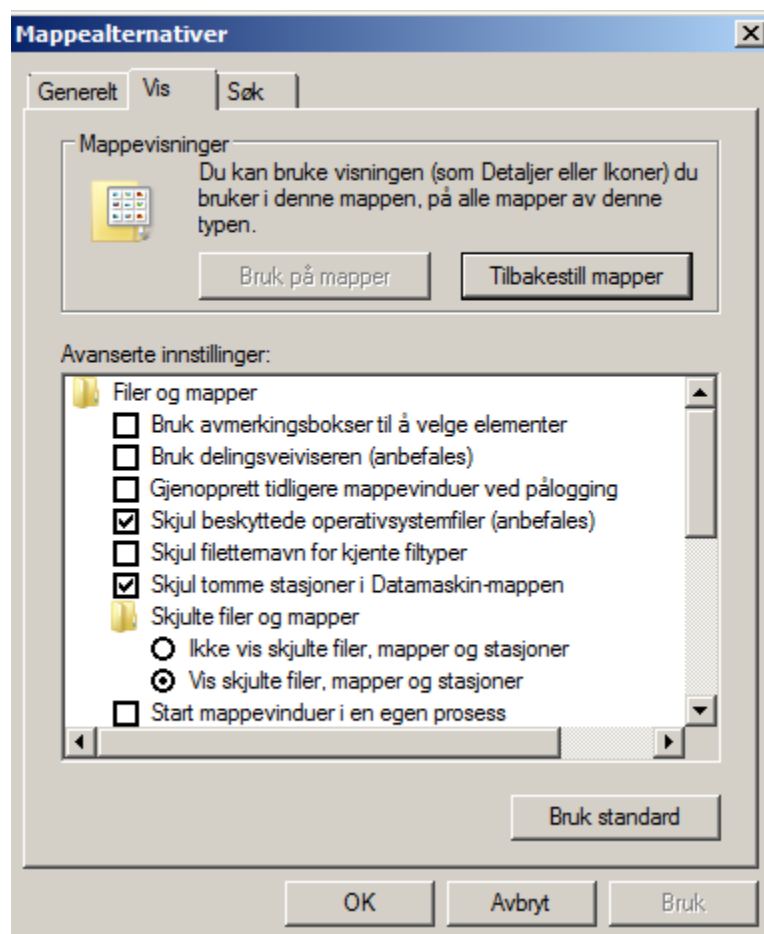 Mappealternativer
Generelt Vis Søk
Mappevisninger
Du kan bruke visningen (som Detaljer eller Ikoner) du
bruker i denne mappen, på alle mapper av denne
typen.
Bruk på mapper Tilbakestill mapper
Avanserte innstillinger:
Filer og mapper
Bruk avmerkingsbokser til å velge elementer
Bruk delingsveiviseren (anbefales)
Gjenopprett tidligere mappevinduer ved pålogging
Skjul beskyttede operativsystemfiler (anbefales)
Skjul filetternavn for kjente filtyper
Skjul tomme stasjoner i Datamaskin-mappen
Skjulte filer og mapper
Ikke vis skjulte filer, mapper og stasjoner
Vis skjulte filer, mapper og stasjoner
Start mappevinduer i en egen prosess
Bruk standard
OK Avbryt Bruk